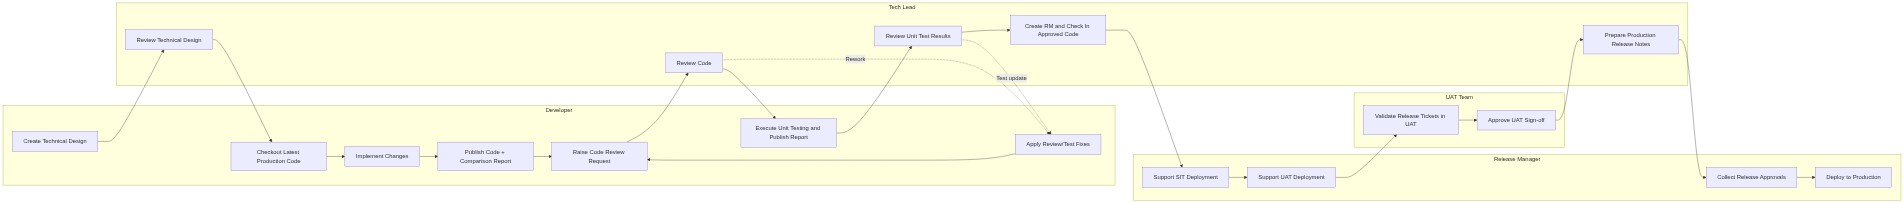 Tech Lead
Review Technical Design
Review Code
Review Unit Test Results
Create RM and Check In
Approved Code
Prepare Production
Release Notes
Rework
Test update
Developer
Create Technical Design
Checkout Latest
Production Code
Implement Changes
Publish Code +
Comparison Report
Raise Code Review
Request
Execute Unit Testing and
Publish Report
Apply Review/Test Fixes
UAT Team
Validate Release Tickets in
UAT
Approve UAT Sign-off
Release Manager
Support SIT Deployment
Support UAT Deployment
Collect Release Approvals
Deploy to Production